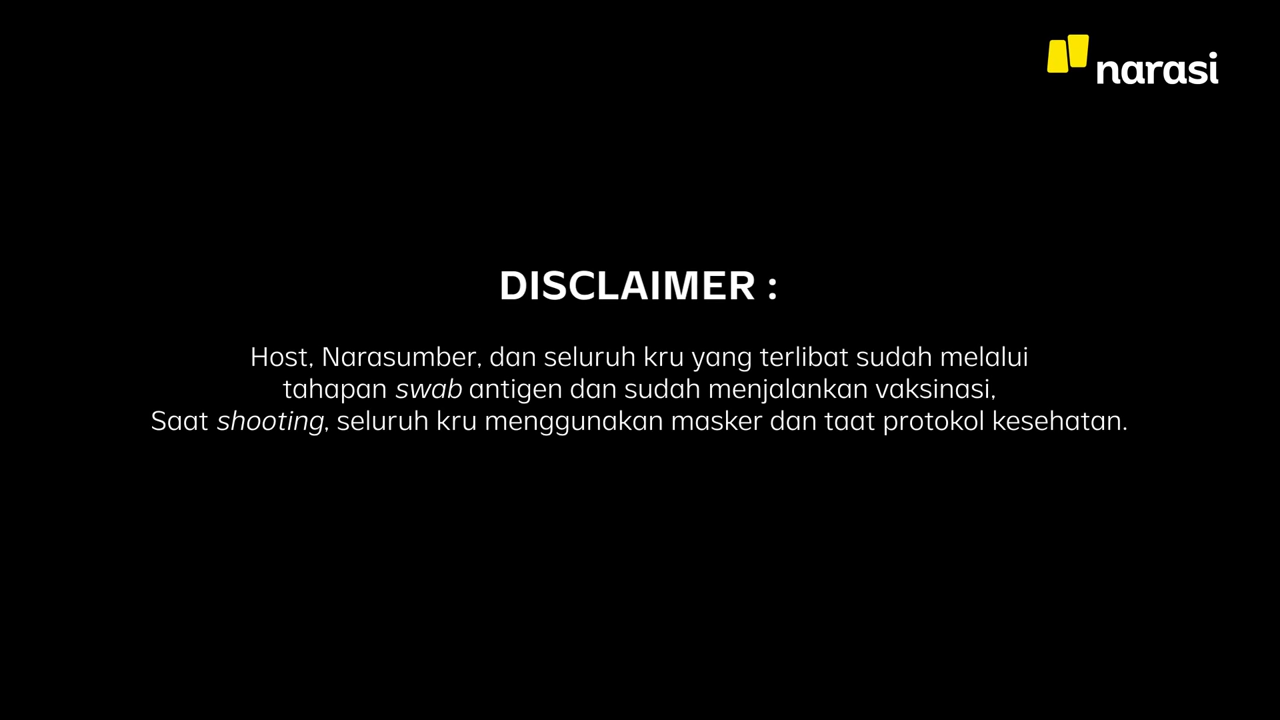 narasi
DISCLAIMER :
Host, Narasumber, dan seluruh kru yang terlibat sudah melalui
tahapan swab antigen dan sudah menjalankan vaksinasi,
Saat shooting, seluruh kru menggunakan masker dan taat protokol kesehatan.